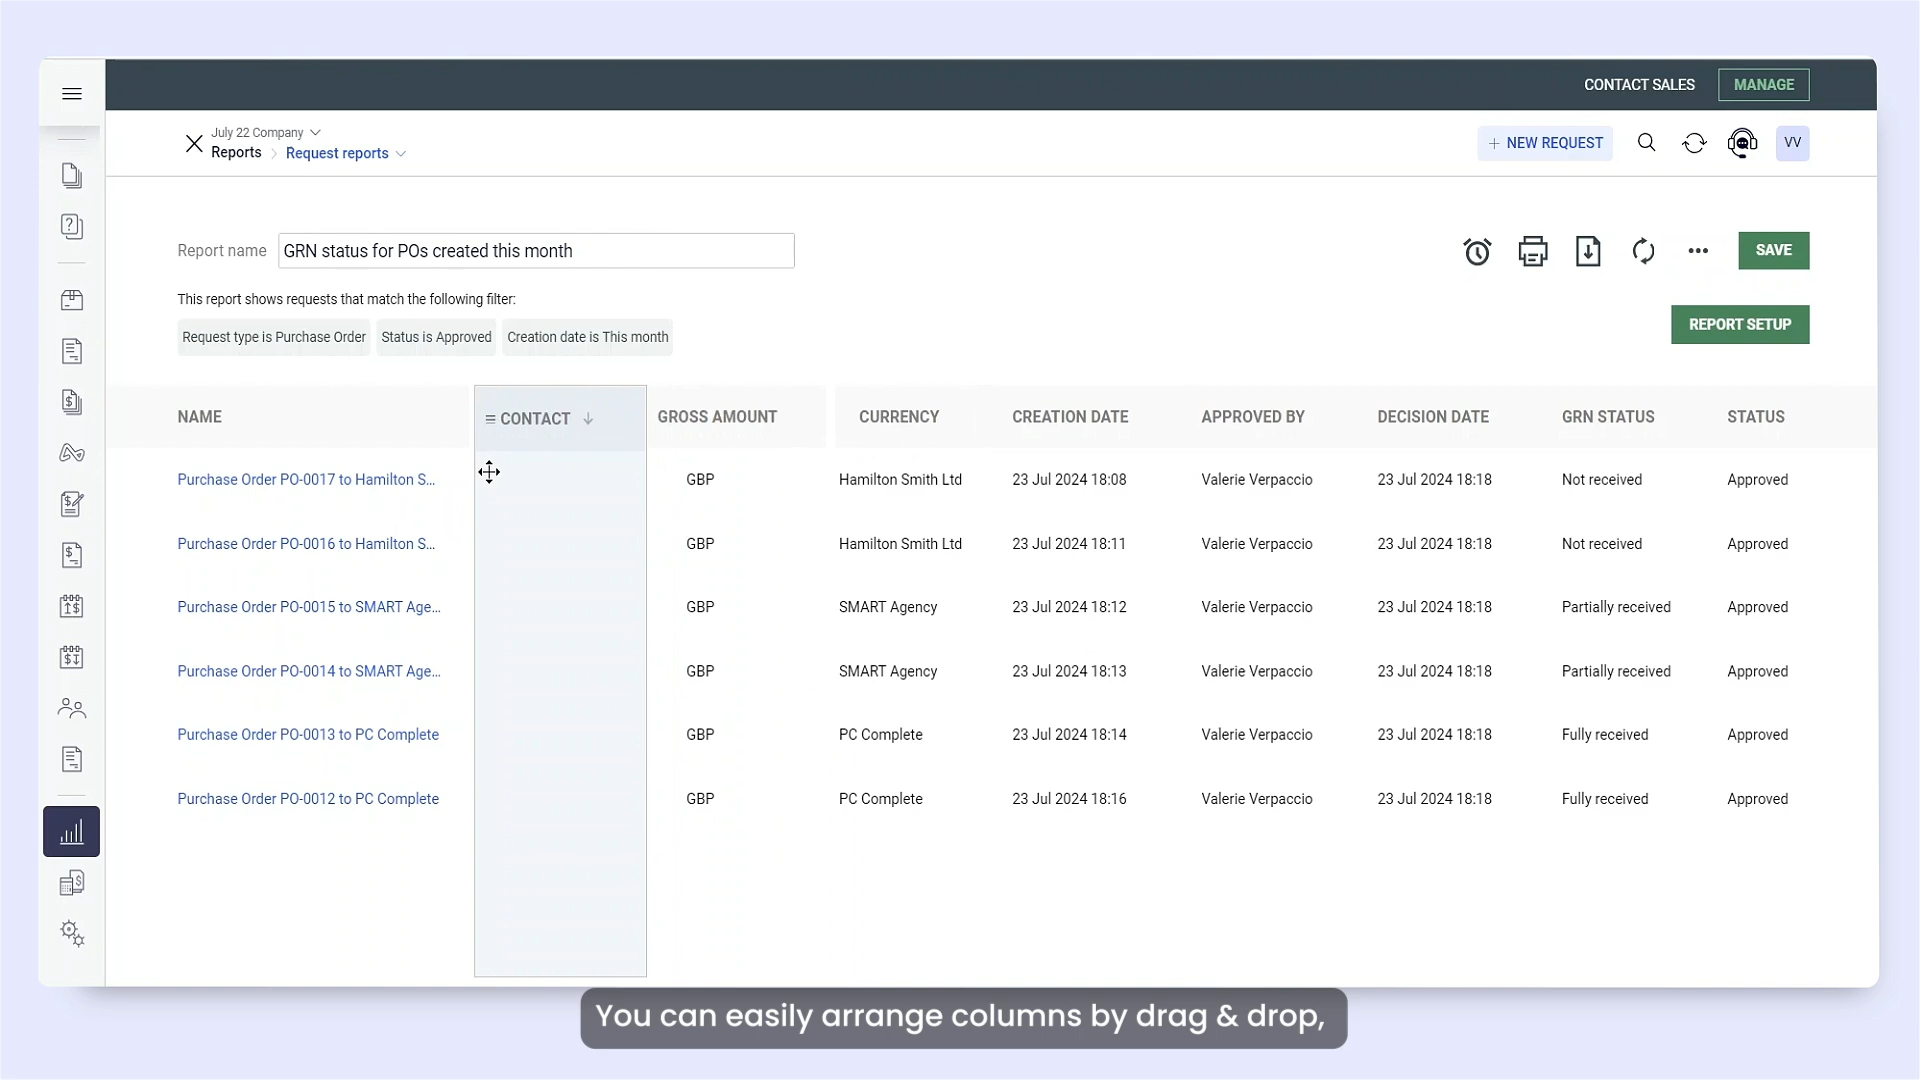 CONTACT SALES MANAGE
July 22 Company
Reports Request reports
+ NEW REQUEST VV
Report name GRN status for POs created this month
SAVE
This report shows requests that match the following filter:
Request type is Purchase Order Status is Approved Creation date is This month
REPORT SETUP
NAME CONTACT GROSS AMOUNT CURRENCY CREATION DATE APPROVED BY DECISION DATE GRN STATUS STATUS
Purchase Order PO-0017 to Hamilton S... GBP Hamilton Smith Ltd 23 Jul 2024 18:08 Valerie Verpaccio 23 Jul 2024 18:18 Not received Approved
Purchase Order PO-0016 to Hamilton S... GBP Hamilton Smith Ltd 23 Jul 2024 18:11 Valerie Verpaccio 23 Jul 2024 18:18 Not received Approved
Purchase Order PO-0015 to SMART Age... GBP SMART Agency 23 Jul 2024 18:12 Valerie Verpaccio 23 Jul 2024 18:18 Partially received Approved
Purchase Order PO-0014 to SMART Age... GBP SMART Agency 23 Jul 2024 18:13 Valerie Verpaccio 23 Jul 2024 18:18 Partially received Approved
Purchase Order PO-0013 to PC Complete GBP PC Complete 23 Jul 2024 18:14 Valerie Verpaccio 23 Jul 2024 18:18 Fully received Approved
Purchase Order PO-0012 to PC Complete GBP PC Complete 23 Jul 2024 18:16 Valerie Verpaccio 23 Jul 2024 18:18 Fully received Approved
You can easily arrange columns by drag & drop,